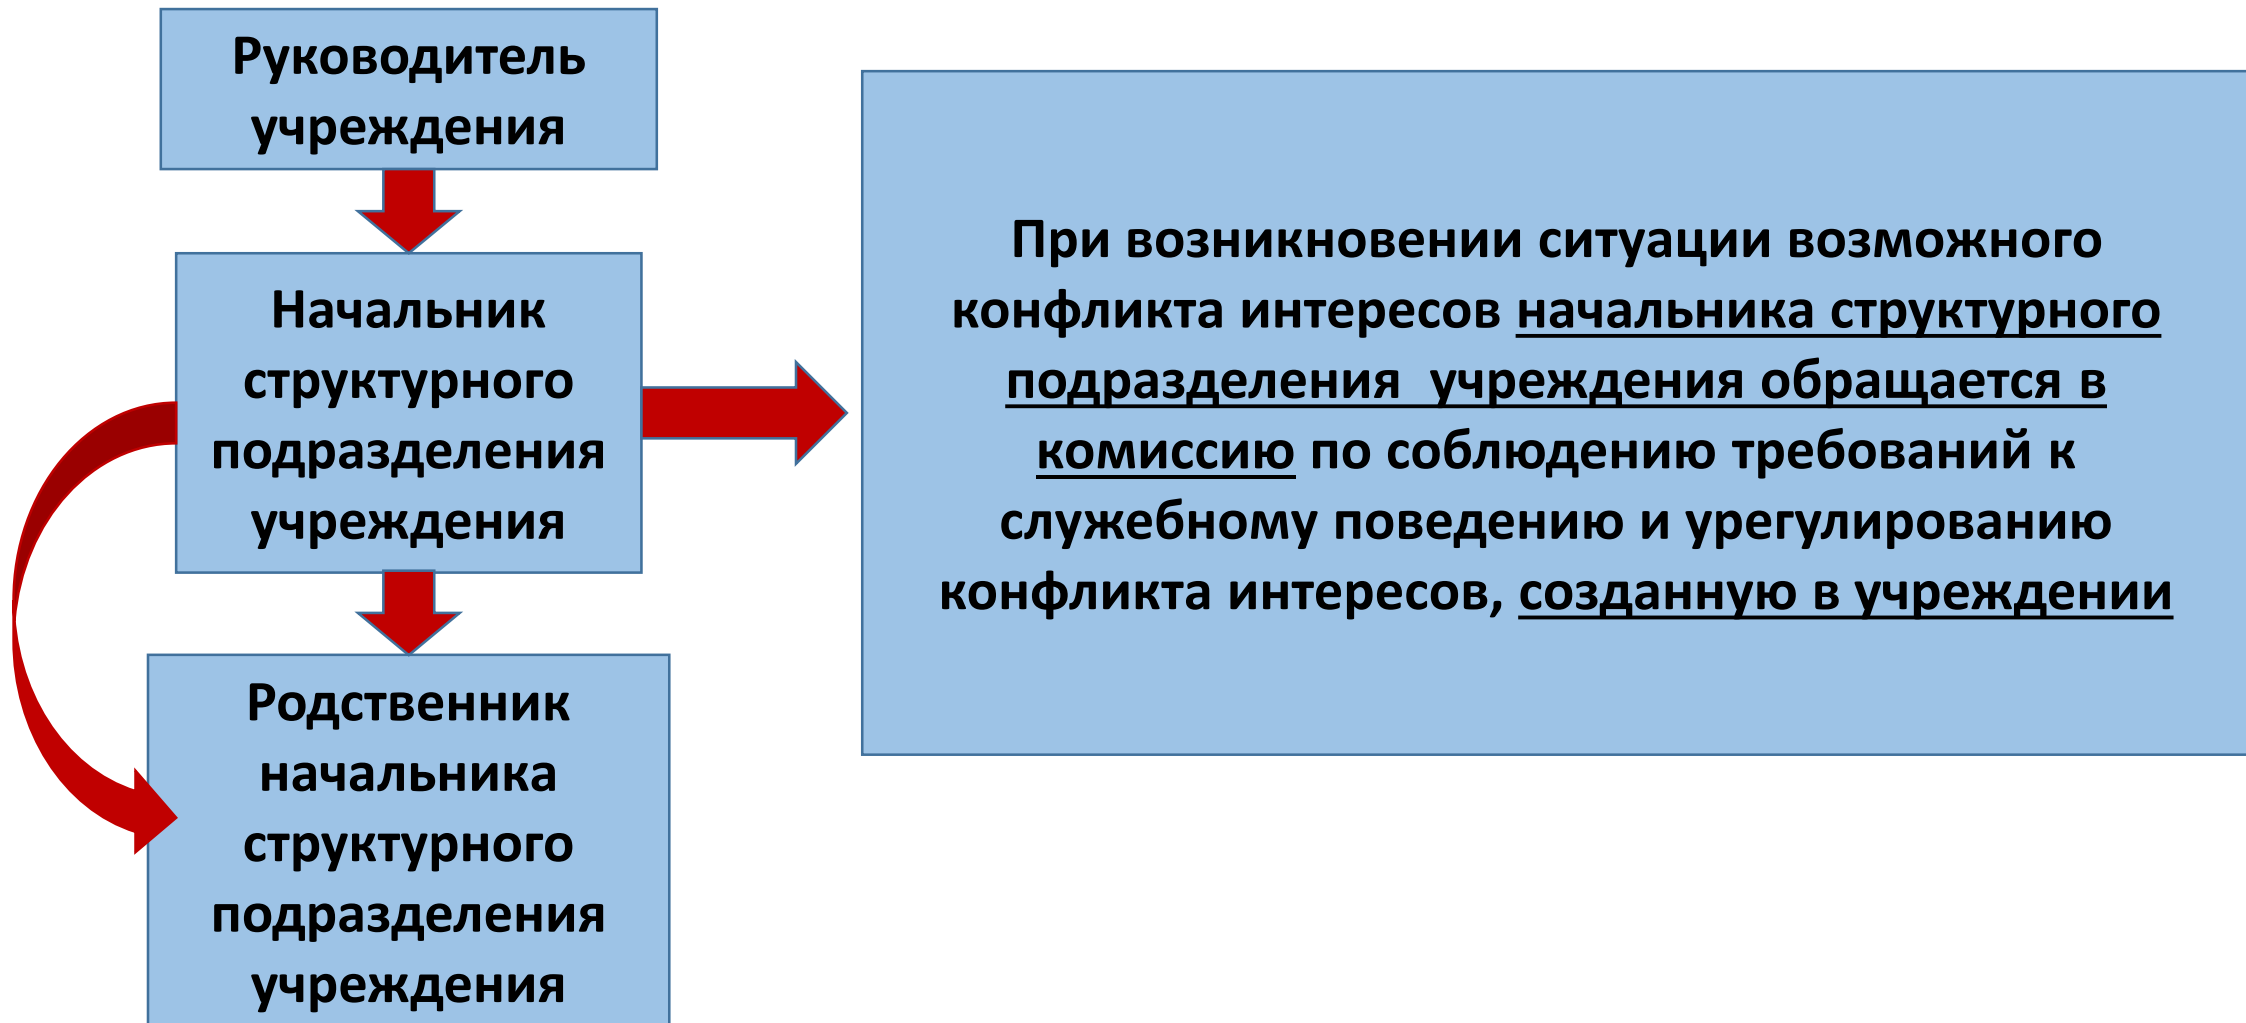 Руководитель
учреждения
Начальник
структурного
подразделения
учреждения
Родственник
начальника
структурного
подразделения
учреждения
При возникновении ситуации возможного
конфликта интересов начальника структурного
подразделения учреждения обращается в
комиссию по соблюдению требований к
служебному поведению и урегулированию
конфликта интересов, созданную в учреждении